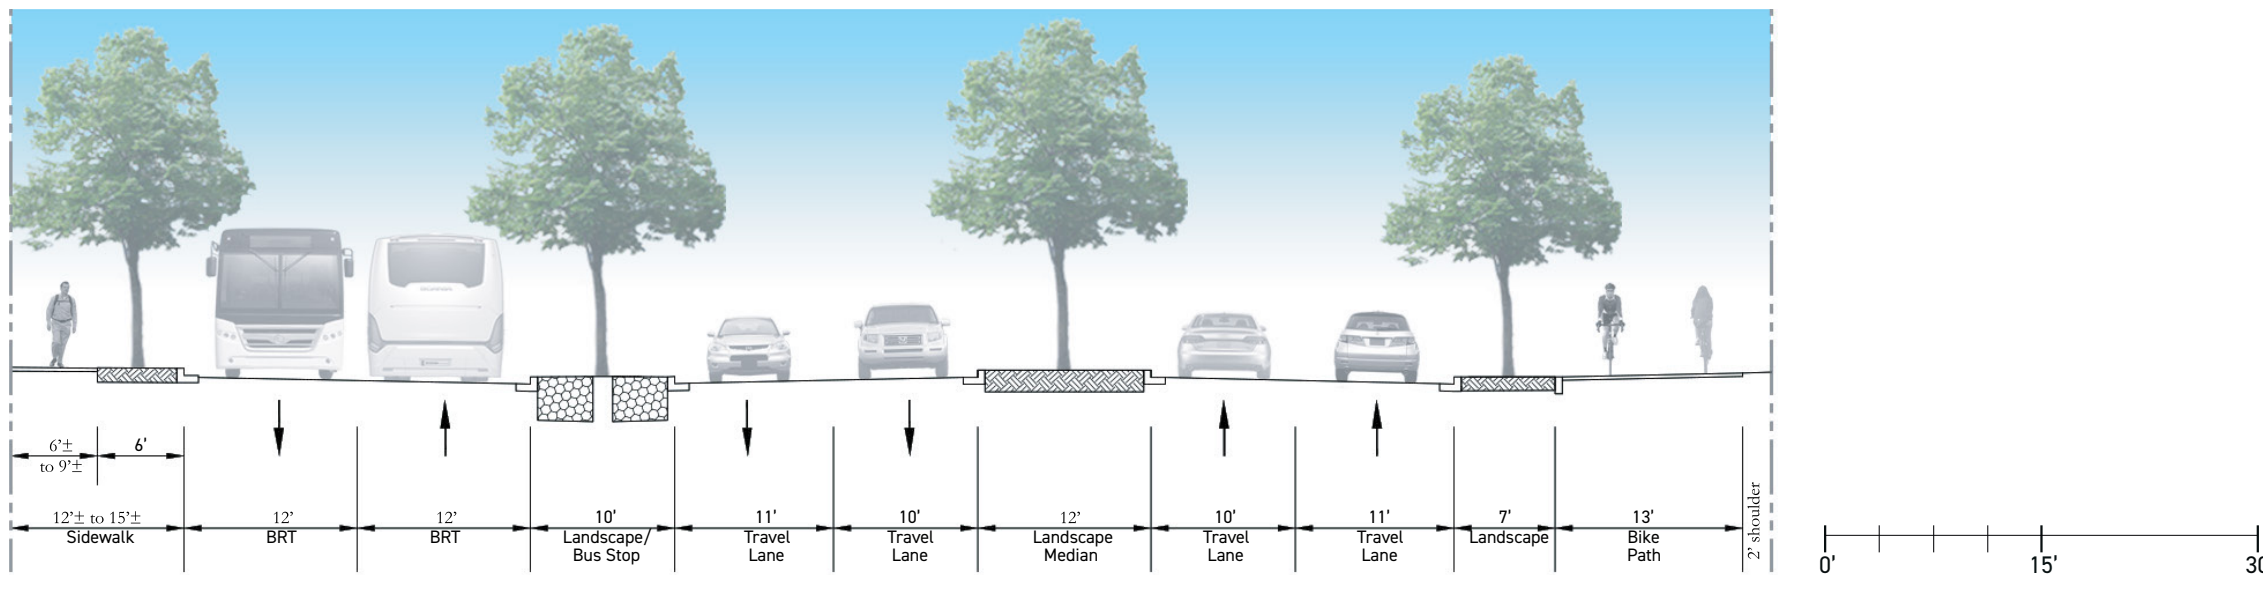 6'±
to 9'±
6'
12'± to 15'±
Sidewalk
12'
BRT
12'
BRT
10'
Landscape/
Bus Stop
11'
Travel
Lane
10'
Travel
Lane
12'
Landscape
Median
10'
Travel
Lane
11'
Travel
Lane
7'
Landscape
13'
Bike
Path
2' shoulder
0'
15'
30